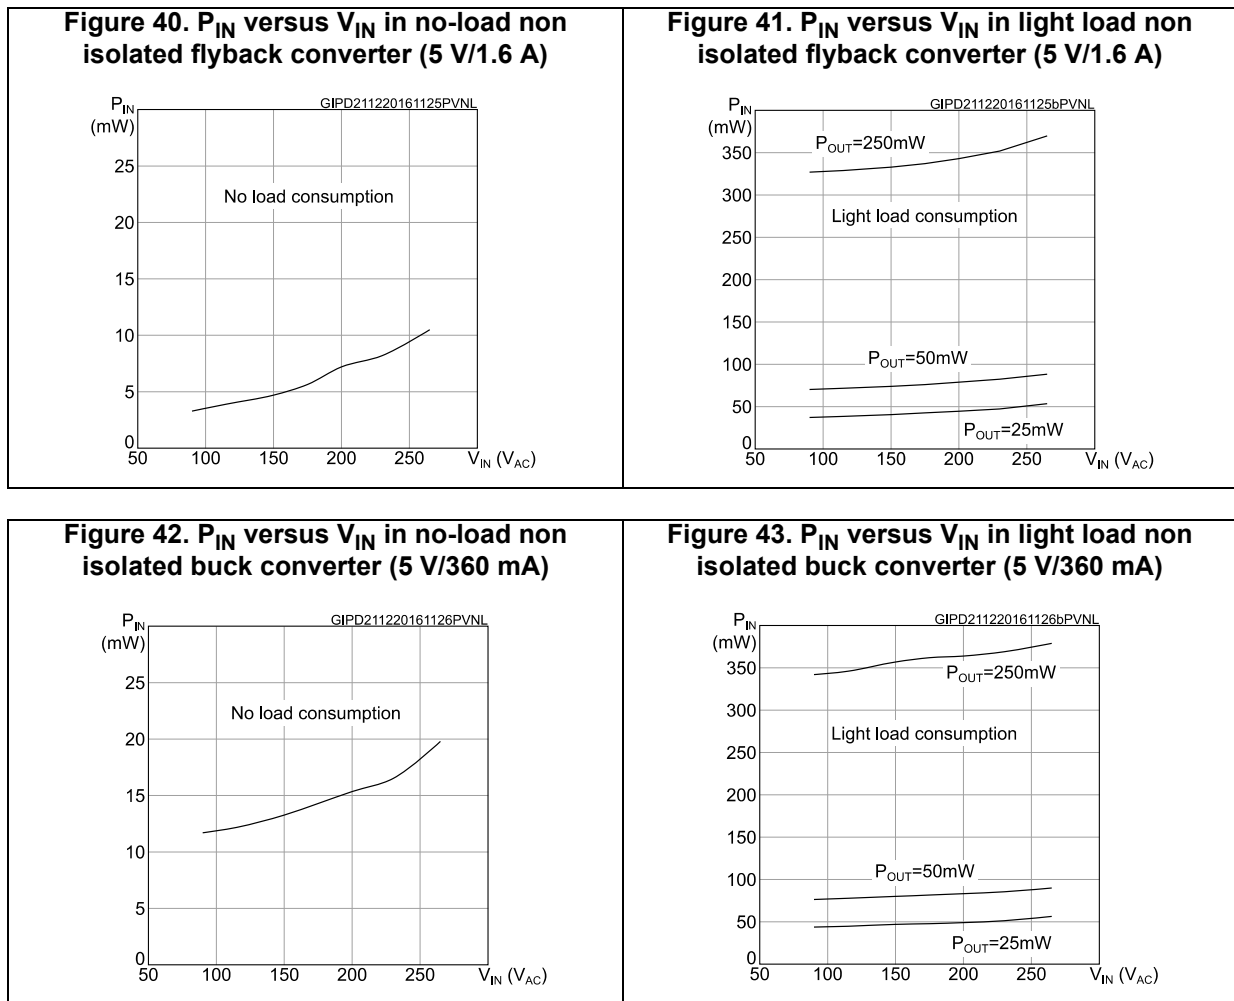 Figure 40. PIN versus VIN in no-load non
isolated flyback converter (5 V/1.6 A)
PIN
(mW)
GIPD211220161125PVNL
25
No load consumption
20
15
10
5
0
50 100 150 200 250 VIN (VAC)
Figure 41. PIN versus VIN in light load non
isolated flyback converter (5 V/1.6 A)
PIN
(mW)
GIPD211220161125bPVNL
POUT=250mW
350
300
Light load consumption
250
200
150
100
POUT=50mW
50
POUT=25mW
0
50 100 150 200 250 VIN (VAC)
Figure 42. PIN versus VIN in no-load non
isolated buck converter (5 V/360 mA)
PIN
(mW)
GIPD211220161126PVNL
25
No load consumption
20
15
10
5
0
50 100 150 200 250 VIN (VAC)
Figure 43. PIN versus VIN in light load non
isolated buck converter (5 V/360 mA)
PIN
(mW)
GIPD211220161126bPVNL
350
POUT=250mW
300
Light load consumption
250
200
150
100
POUT=50mW
50
POUT=25mW
0
50 100 150 200 250 VIN (VAC)